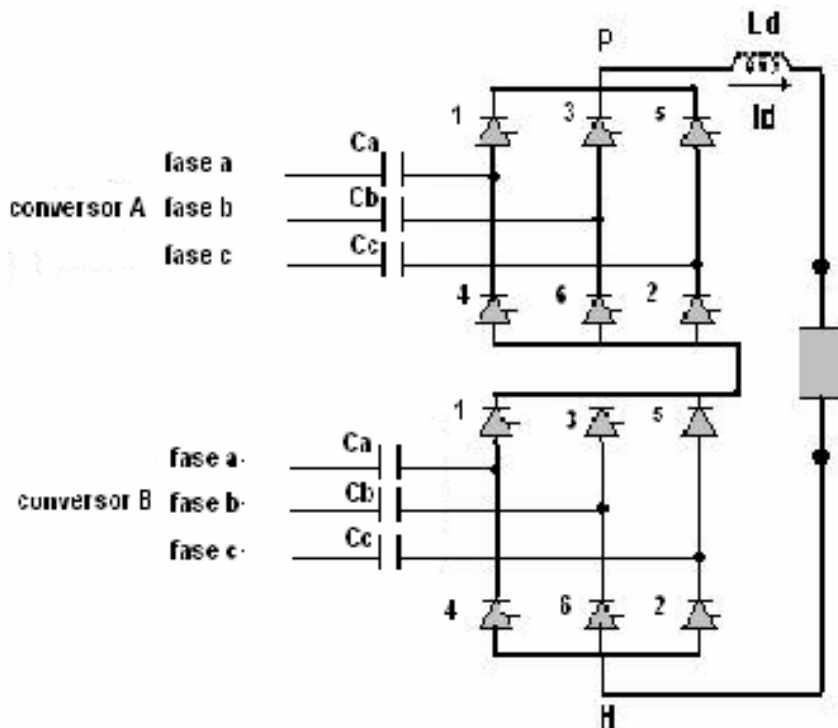 P
Ld
Id
1
3
5
Ca
fase a
conversor A fase b
Cb
fase c
Cc
4
6
2
1
3
5
Ca
fase a
conversor B fase b
Cb
fase c
Cc
4
6
2
H